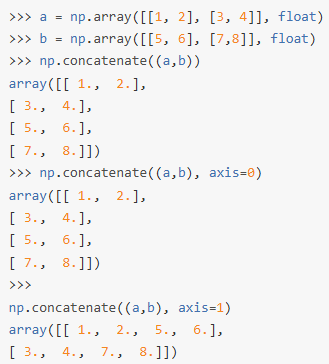 >>> a = np.array([[1, 2], [3, 4]], float)
>>> b = np.array([[5, 6], [7,8]], float)
>>> np.concatenate((a,b))
array([[ 1.,  2.],
[ 3.,  4.],
[ 5.,  6.],
[ 7.,  8.]])
>>> np.concatenate((a,b), axis=0)
array([[ 1.,  2.],
[ 3.,  4.],
[ 5.,  6.],
[ 7.,  8.]])
>>>
np.concatenate((a,b), axis=1)
array([[ 1.,  2.,  5.,  6.],
[ 3.,  4.,  7.,  8.]])